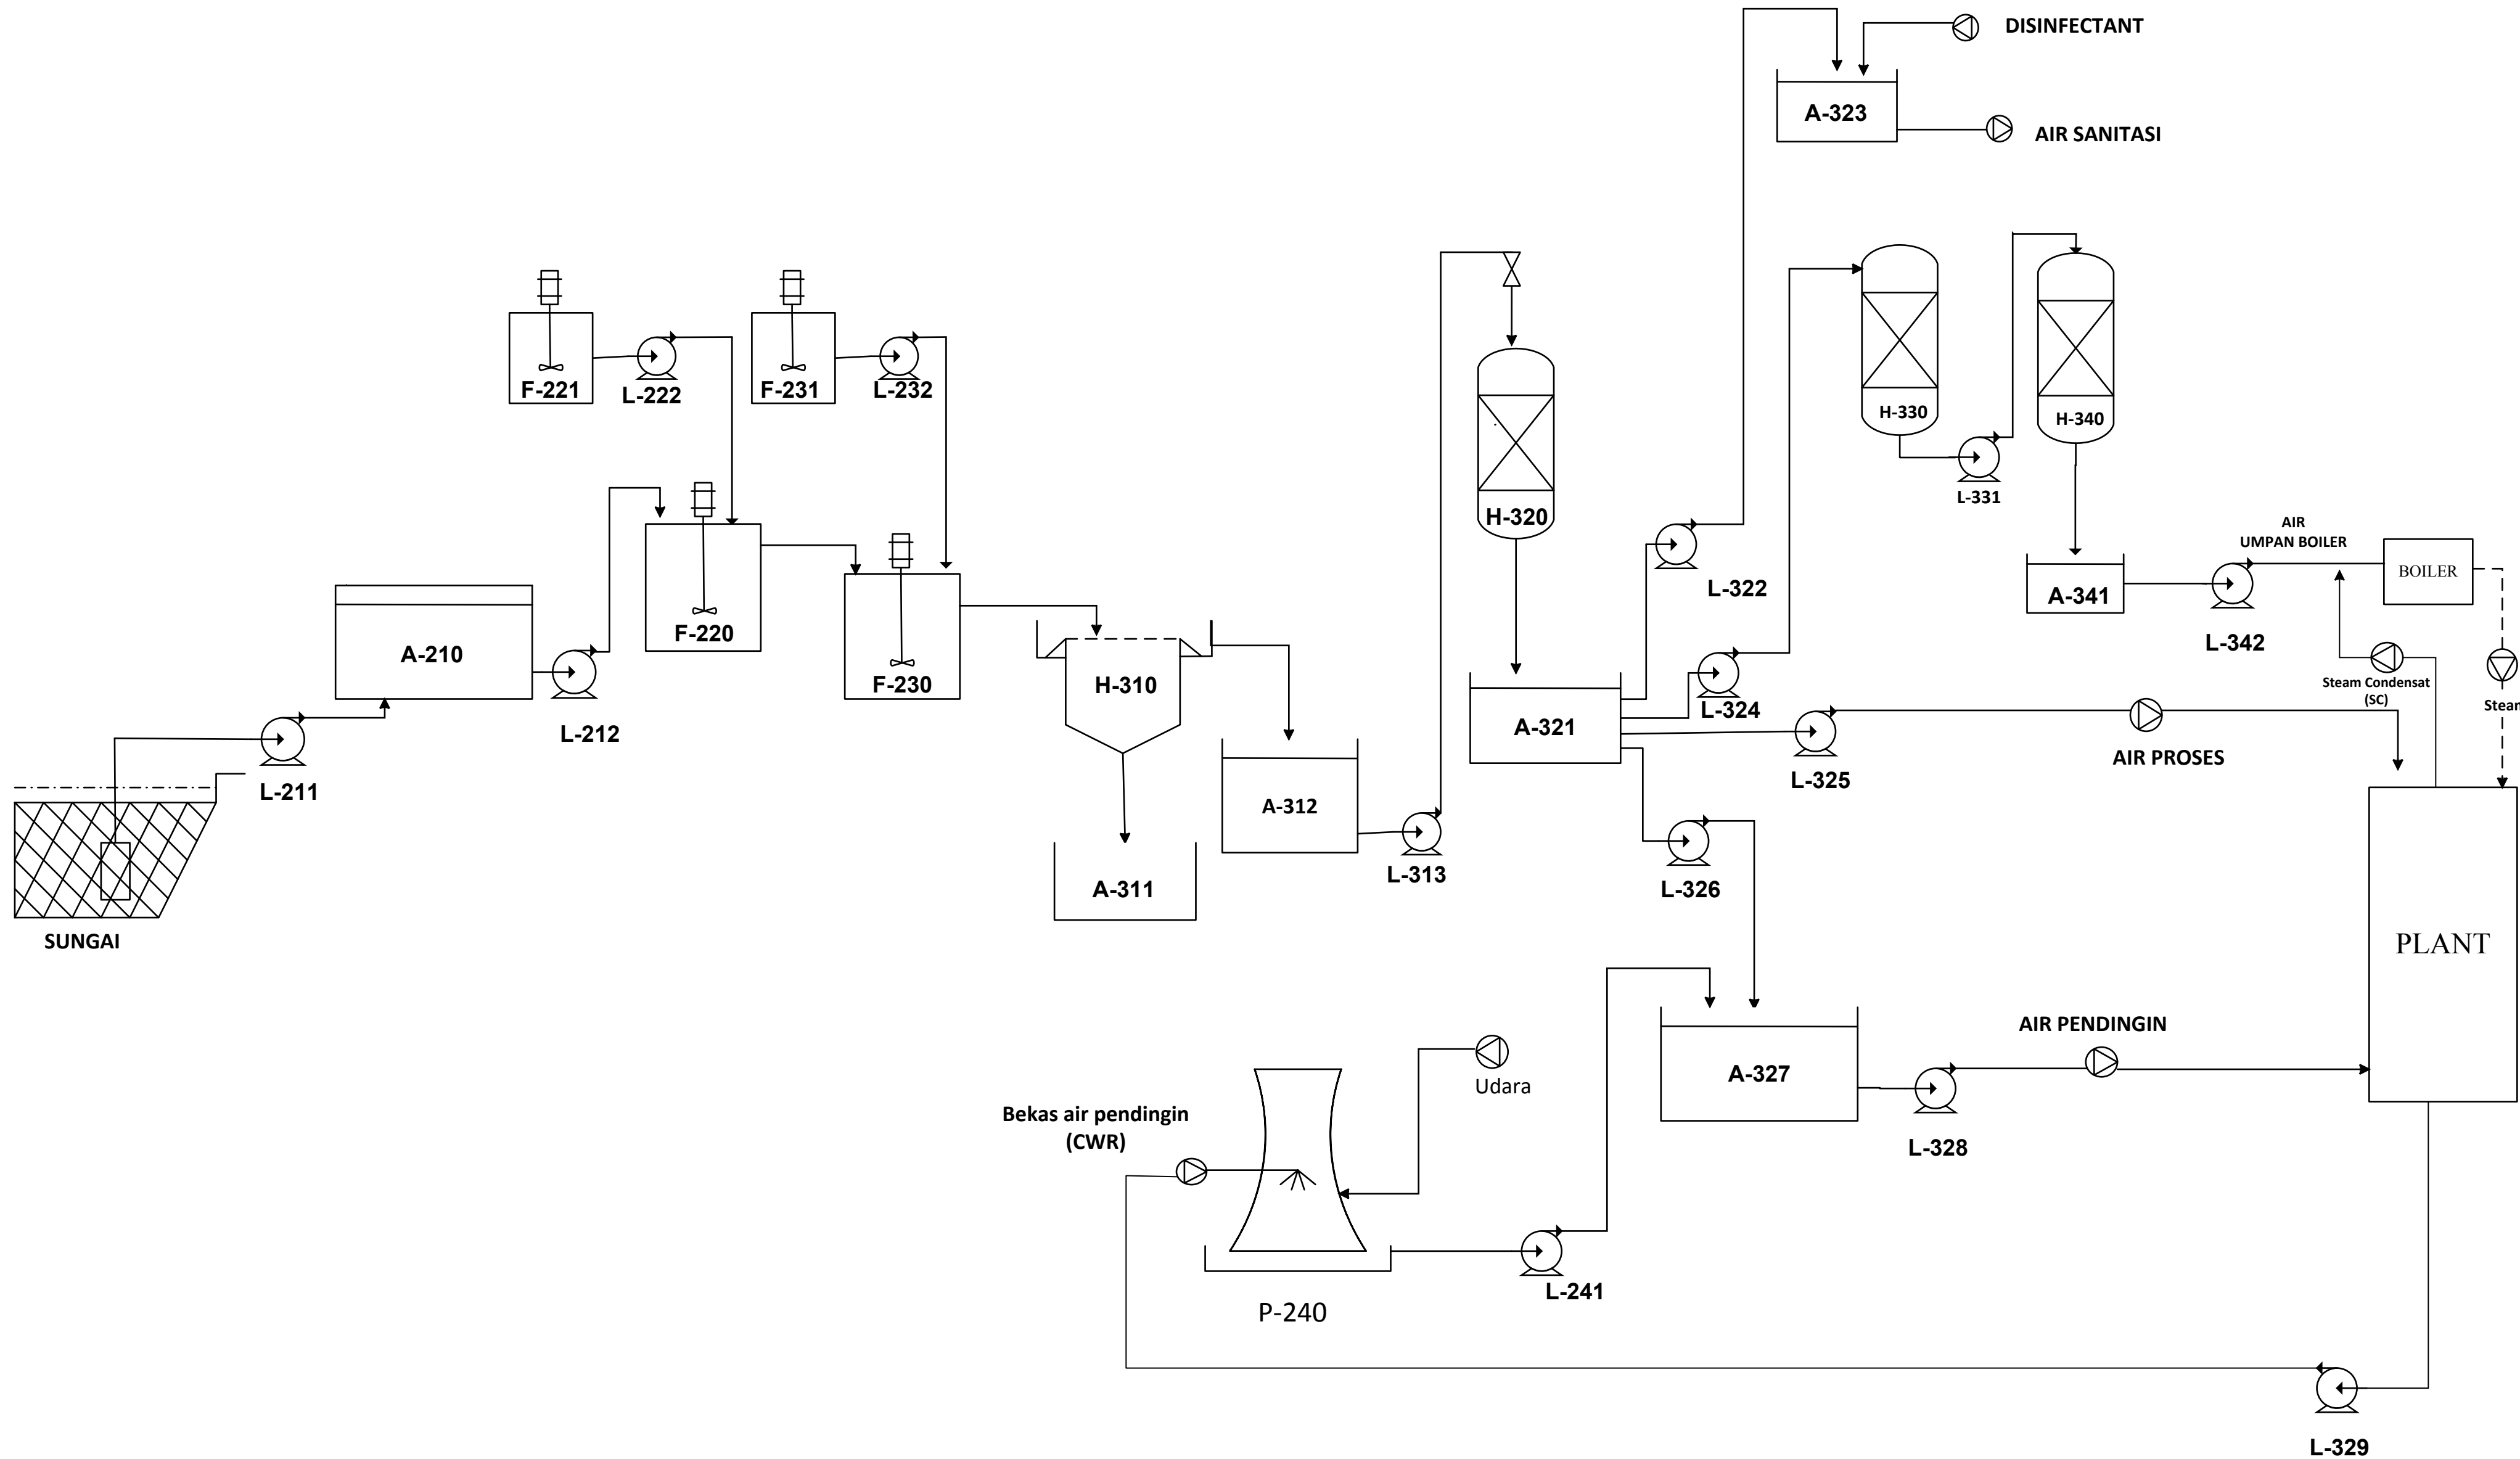 DISINFECTANT
A-323
AIR SANITASI
F-221
L-222
F-231
L-232
H-330
H-340
L-331
H-320
AIR
UMPAN BOILER
BOILER
L-322
A-341
L-342
F-220
A-210
F-230
H-310
Steam Condensat
(SC)
Steam
L-324
L-212
A-321
AIR PROSES
L-325
L-211
A-312
L-313
A-311
L-326
SUNGAI
PLANT
AIR PENDINGIN
A-327
Udara
Bekas air pendingin
(CWR)
L-328
L-241
P-240
L-329